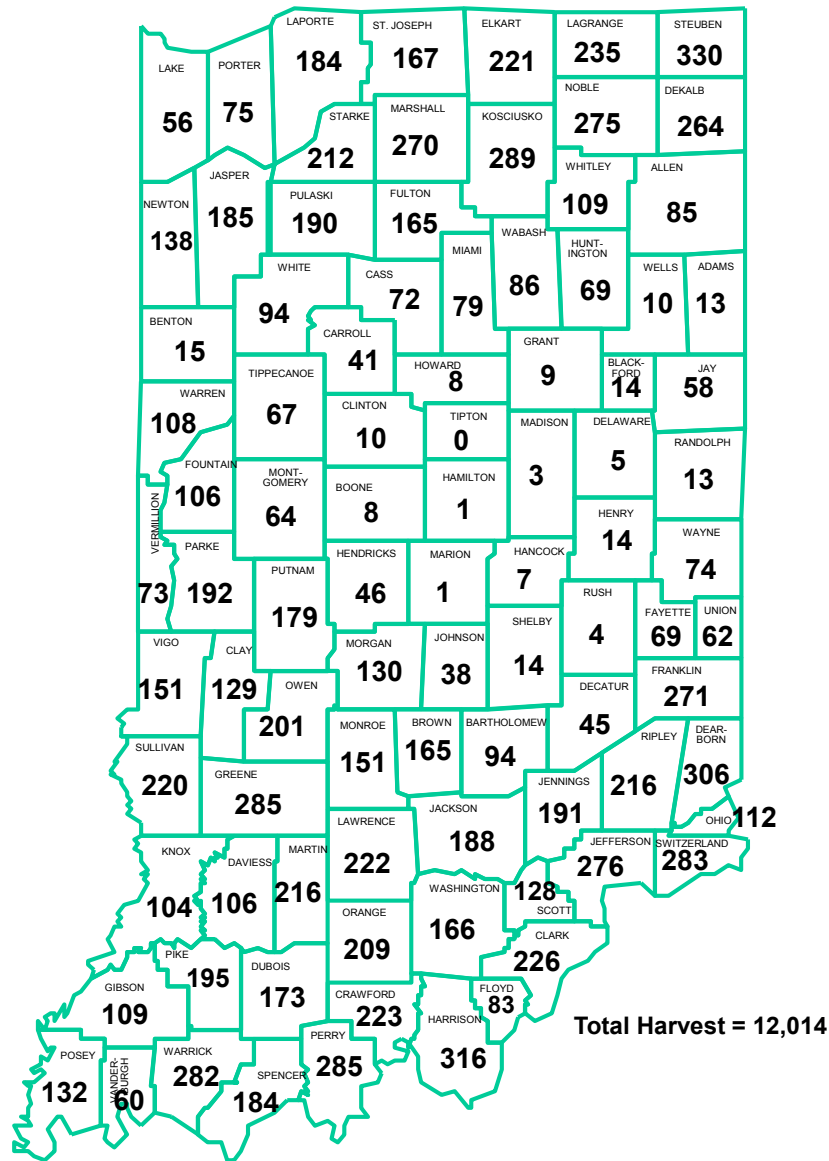 LAPORTE
184
ST. JOSEPH
167
ELKART
221
LAGRANGE
235
STEUBEN
330
LAKE
56
PORTER
75
STARKE
212
MARSHALL
270
KOSCIUSKO
289
NOBLE
275
DEKALB
264
NEWTON
138
JASPER
185
PULASKI
190
FULTON
165
WHITLEY
109
ALLEN
85
WHITE
94
CASS
72
MIAMI
79
WABASH
86
HUNT-
INGTON
69
WELLS
10
ADAMS
13
BENTON
15
CARROLL
41
HOWARD
8
GRANT
9
BLACK-
FORD
14
JAY
58
WARREN
108
TIPPECANOE
67
CLINTON
10
TIPTON
0
MADISON
3
DELAWARE
5
RANDOLPH
13
FOUNTAIN
106
MONT-
GOMERY
64
BOONE
8
HAMILTON
1
HENRY
14
WAYNE
74
VERMILLION
73
PARKE
192
PUTNAM
179
HENDRICKS
46
MARION
1
HANCOCK
7
RUSH
4
FAYETTE
69
UNION
62
VIGO
151
CLAY
129
OWEN
201
MORGAN
130
JOHNSON
38
SHELBY
14
DECATUR
45
FRANKLIN
271
SULLIVAN
220
GREENE
285
MONROE
151
BROWN
165
BARTHOLOMEW
94
JENNINGS
191
RIPLEY
216
DEAR-
BORN
306
OHIO
112
KNOX
104
DAVIESS
106
MARTIN
216
LAWRENCE
222
JACKSON
188
JEFFERSON
276
SWITZERLAND
283
ORANGE
209
WASHINGTON
166
128
SCOTT
CLARK
226
GIBSON
109
PIKE
195
DUBOIS
173
CRAWFORD
223
HARRISON
316
FLOYD
83
Total Harvest = 12,014
POSEY
132
VANDER-
BURGH
60
WARRICK
282
SPENCER
184
PERRY
285